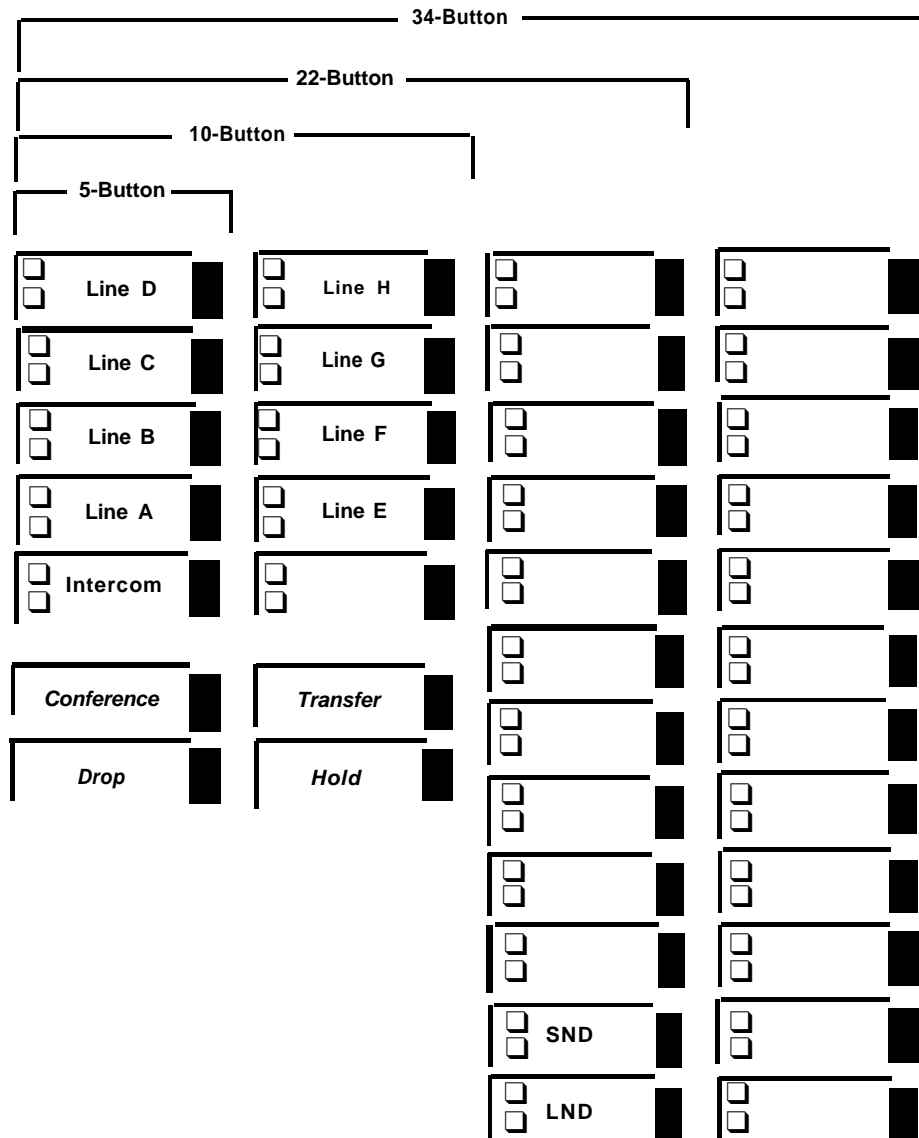 34-Button
22-Button
10-Button
5-Button
Line D
Line H
Line C
Line G
Line B
Line F
Line A
Line E
Intercom
Conference
Transfer
Drop
Hold
SND
LND